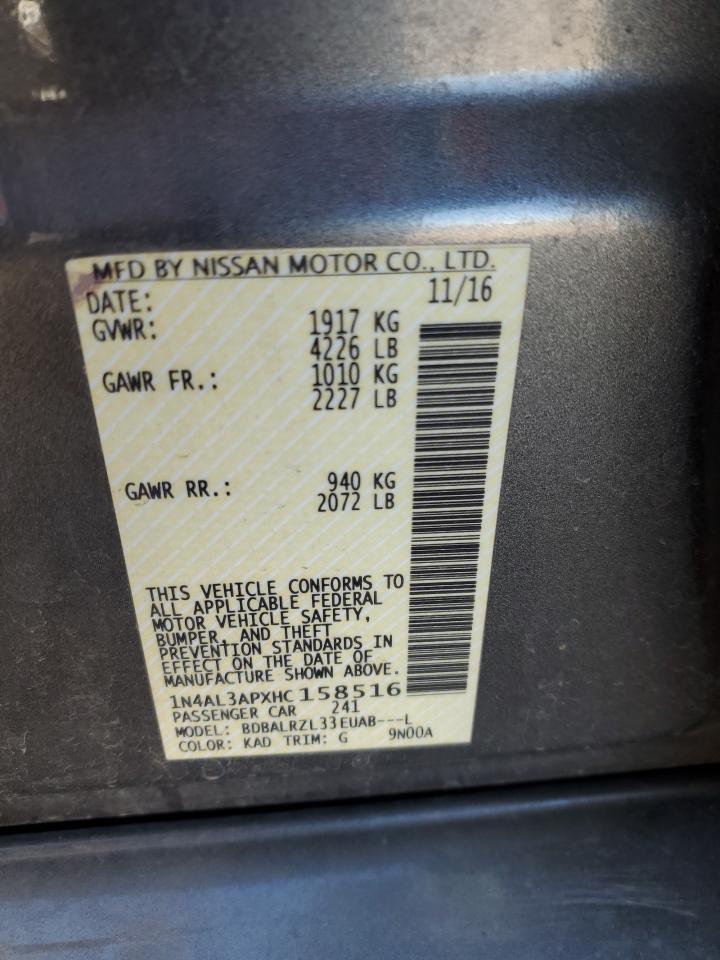 MFD BY NISSAN MOTOR CO., LTD.
DATE: 11/16
GVWR: 1917 KG
4226 LB
GAWR FR.: 1010 KG
2227 LB
GAWR RR.: 940 KG
2072 LB
THIS VEHICLE CONFORMS TO
ALL APPLICABLE FEDERAL
MOTOR VEHICLE SAFETY,
BUMPER, AND THEFT
PREVENTION STANDARDS IN
EFFECT ON THE DATE OF
MANUFACTURE SHOWN ABOVE.
1N4AL3APXHC158516
PASSENGER CAR 241
MODEL: BDBALRZL33EUAB---L
COLOR: KAD TRIM: G 9N00A